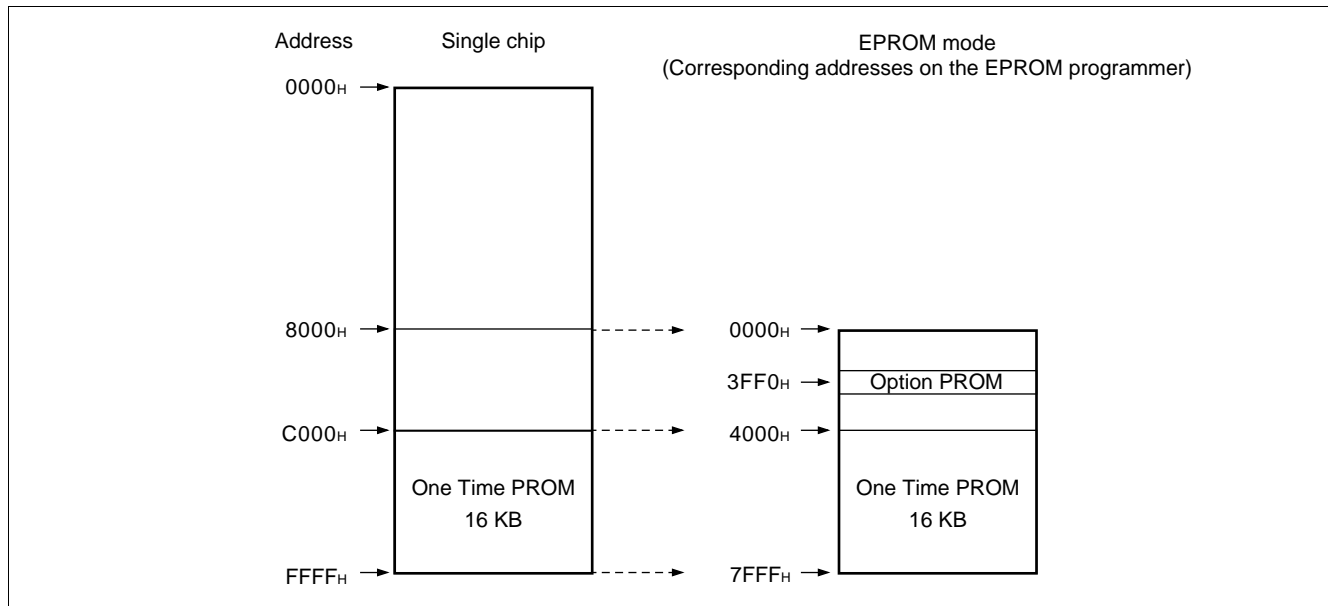 Address Single chip EPROM mode
(Corresponding addresses on the EPROM programmer)
0000H
8000H 0000H
3FF0H Option PROM
C000H 4000H
One Time PROM One Time PROM
16 KB 16 KB
FFFFH 7FFFH